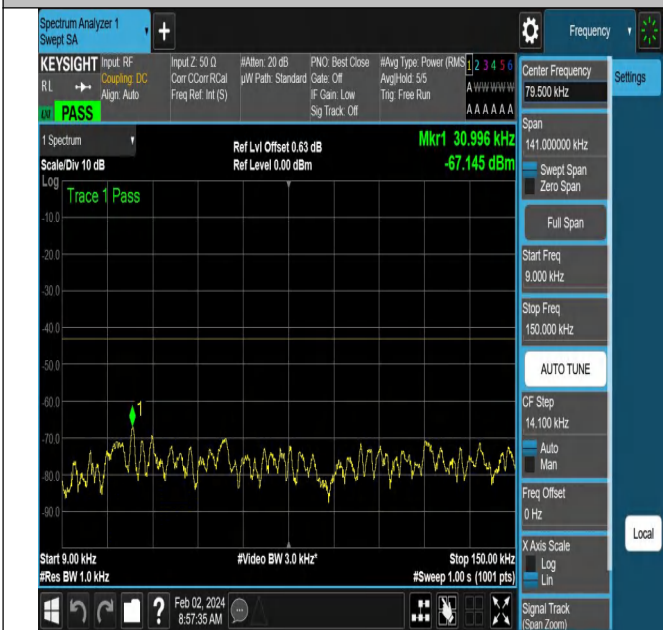 Spectrum Analyzer 1
Swept SA
+
Frequency
KEYSIGHT
RL
PASS
Input: RF
Coupling: DC
Align: Auto
Input Z: 50 Ω
Corr CCorr RCal
Freq Ref: Int (S)
#Atten: 20 dB
µW Path: Standard
PNO: Best Close
Gate: Off
IF Gain: Low
Sig Track: Off
#Avg Type: Power (RMS
Avg|Hold: 5/5
Trig: Free Run
1 2 3 4 5 6
A W W W W W
A A A A A A
1 Spectrum
Scale/Div 10 dB
Log
Ref Lvl Offset 0.63 dB
Ref Level 0.00 dBm
Mkr1 30.996 kHz
-67.145 dBm
Trace 1 Pass
-10.0
-20.0
-30.0
-40.0
-50.0
-60.0
-70.0
-80.0
-90.0
1
Start 9.00 kHz
#Res BW 1.0 kHz
#Video BW 3.0 kHz*
Stop 150.00 kHz
#Sweep 1.00 s (1001 pts)
?
Feb 02, 2024
8:57:35 AM
Center Frequency
79.500 kHz
Span
141.000000 kHz
Swept Span
Zero Span
Full Span
Start Freq
9.000 kHz
Stop Freq
150.000 kHz
AUTO TUNE
CF Step
14.100 kHz
Auto
Man
Freq Offset
0 Hz
X Axis Scale
Log
Lin
Signal Track
(Span Zoom)
Settings
Local